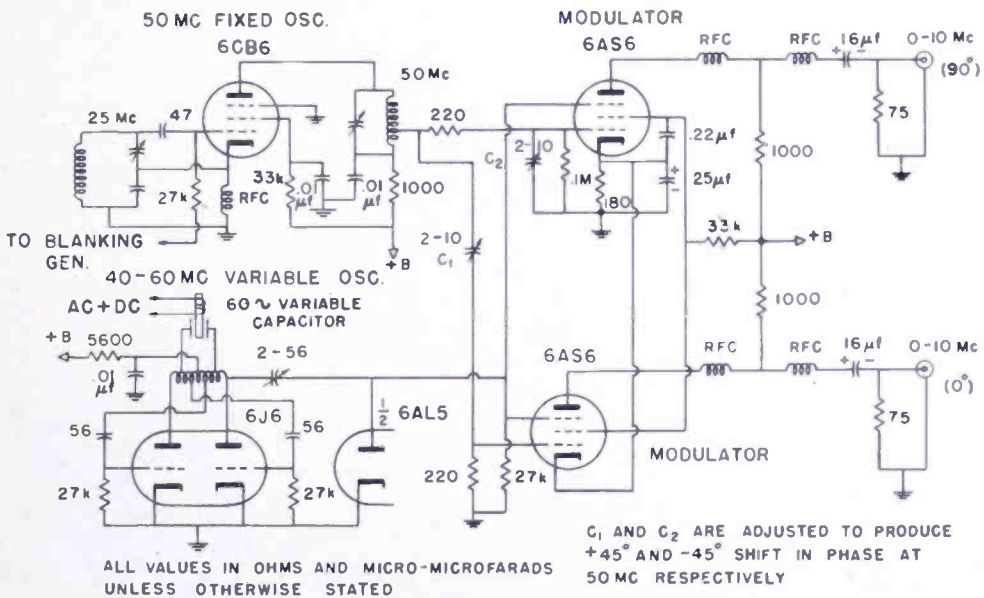 50 MC FIXED OSC.
6CB6
MODULATOR
6AS6
RFC
RFC
16μf
+ -
0-10 Mc
(90°)
25 Mc
47
50 Mc
220
75
2-10
C2
.22μf
27k
33k
.01
μf
.01
μf
1000
.1M
180
+
-
25μf
1000
RFC
TO BLANKING
GEN.
+B
2-10
C1
33k
+B
40-60 MC VARIABLE OSC.
AC+DC
60~ VARIABLE
CAPACITOR
1000
+B
5600
.01
μf
2-56
6AS6
RFC
RFC
16μf
+ -
0-10 Mc
(0°)
56
6J6
56
1/2
6AL5
75
27k
27k
220
27k
MODULATOR
C1 AND C2 ARE ADJUSTED TO PRODUCE
+45° AND -45° SHIFT IN PHASE AT
50 MC RESPECTIVELY
ALL VALUES IN OHMS AND MICRO-MICROFARADS
UNLESS OTHERWISE STATED